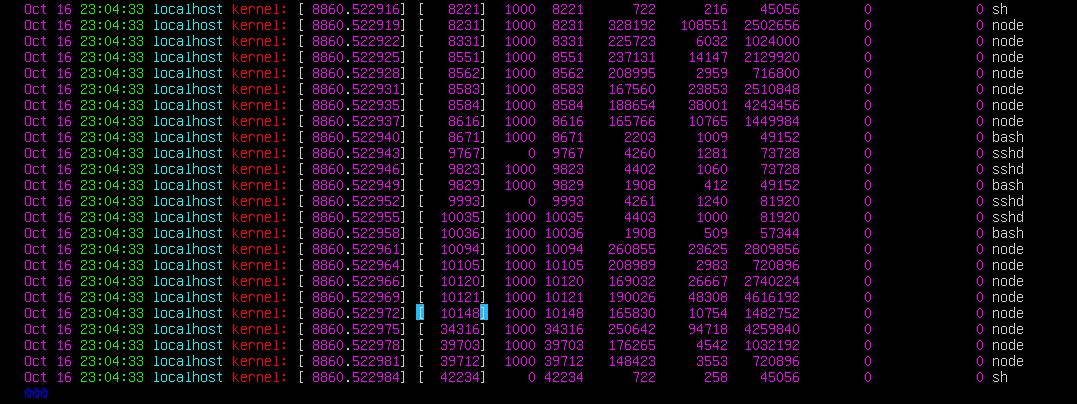 Oct 16 23:04:33 localhost kernel: [ 8860.522916] [ 8221] 1000 8221 722 216 45056 0 0 sh
Oct 16 23:04:33 localhost kernel: [ 8860.522919] [ 8231] 1000 8231 328192 108551 2502656 0 0 node
Oct 16 23:04:33 localhost kernel: [ 8860.522922] [ 8331] 1000 8331 225723 6032 1024000 0 0 node
Oct 16 23:04:33 localhost kernel: [ 8860.522925] [ 8551] 1000 8551 237131 14147 2129920 0 0 node
Oct 16 23:04:33 localhost kernel: [ 8860.522928] [ 8562] 1000 8562 208995 2959 716800 0 0 node
Oct 16 23:04:33 localhost kernel: [ 8860.522931] [ 8583] 1000 8583 167560 23853 2510848 0 0 node
Oct 16 23:04:33 localhost kernel: [ 8860.522935] [ 8584] 1000 8584 188654 38001 4243456 0 0 node
Oct 16 23:04:33 localhost kernel: [ 8860.522937] [ 8616] 1000 8616 165766 10765 1449984 0 0 node
Oct 16 23:04:33 localhost kernel: [ 8860.522940] [ 8671] 1000 8671 2203 1009 49152 0 0 bash
Oct 16 23:04:33 localhost kernel: [ 8860.522943] [ 9767] 0 9767 4260 1281 73728 0 0 sshd
Oct 16 23:04:33 localhost kernel: [ 8860.522946] [ 9823] 1000 9823 4402 1060 73728 0 0 sshd
Oct 16 23:04:33 localhost kernel: [ 8860.522949] [ 9829] 1000 9829 1908 412 49152 0 0 bash
Oct 16 23:04:33 localhost kernel: [ 8860.522952] [ 9993] 0 9993 4261 1240 81920 0 0 sshd
Oct 16 23:04:33 localhost kernel: [ 8860.522955] [ 10035] 1000 10035 4403 1000 81920 0 0 sshd
Oct 16 23:04:33 localhost kernel: [ 8860.522958] [ 10036] 1000 10036 1908 509 57344 0 0 bash
Oct 16 23:04:33 localhost kernel: [ 8860.522961] [ 10094] 1000 10094 260855 23625 2809856 0 0 node
Oct 16 23:04:33 localhost kernel: [ 8860.522964] [ 10105] 1000 10105 208989 2983 720896 0 0 node
Oct 16 23:04:33 localhost kernel: [ 8860.522966] [ 10120] 1000 10120 169032 26667 2740224 0 0 node
Oct 16 23:04:33 localhost kernel: [ 8860.522969] [ 10121] 1000 10121 190026 48308 4616192 0 0 node
Oct 16 23:04:33 localhost kernel: [ 8860.522972] [ 10148] 1000 10148 165830 10754 1482752 0 0 node
Oct 16 23:04:33 localhost kernel: [ 8860.522975] [ 34316] 1000 34316 250642 94718 4259840 0 0 node
Oct 16 23:04:33 localhost kernel: [ 8860.522978] [ 39703] 1000 39703 176265 4542 1032192 0 0 node
Oct 16 23:04:33 localhost kernel: [ 8860.522981] [ 39712] 1000 39712 148423 3553 720896 0 0 node
Oct 16 23:04:33 localhost kernel: [ 8860.522984] [ 42234] 0 42234 722 258 45056 0 0 sh
@@@